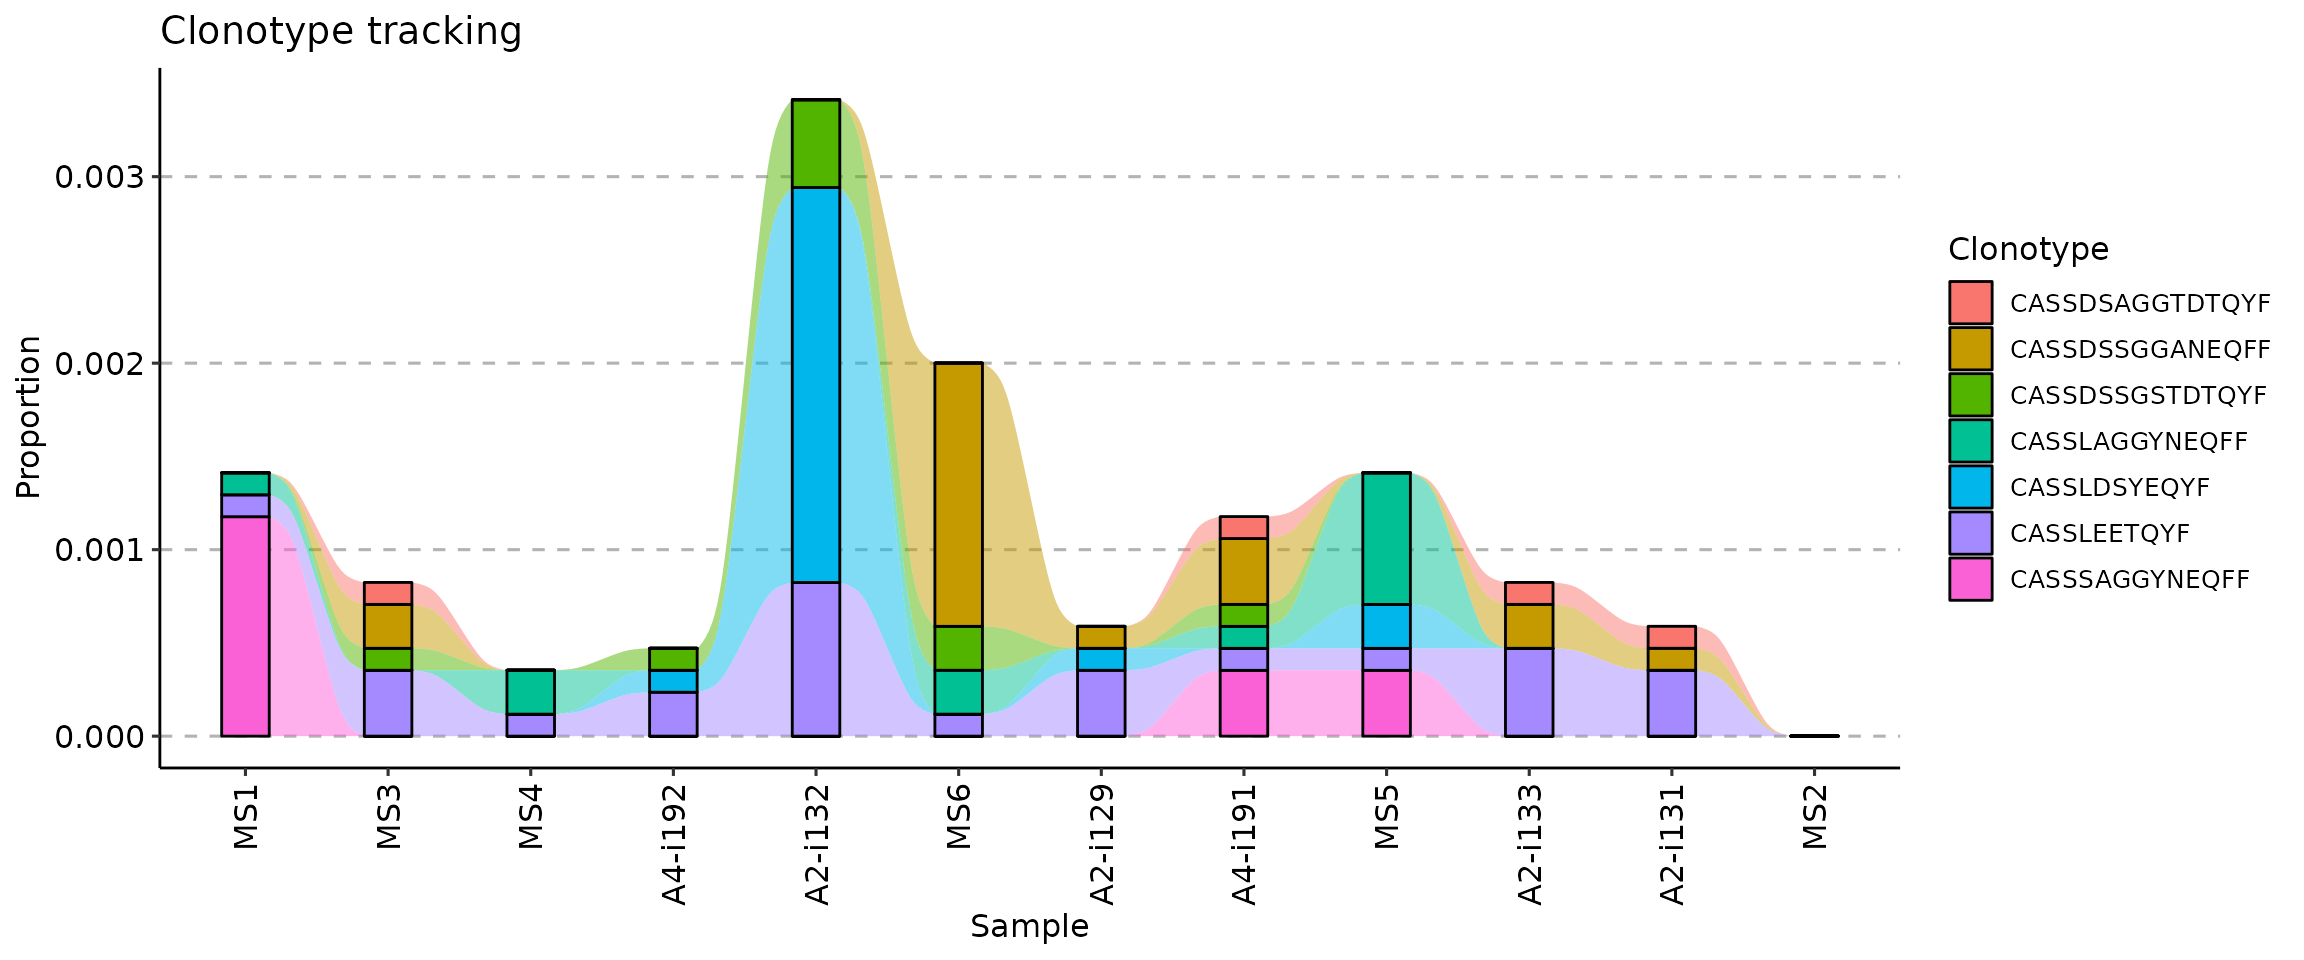 Clonotype tracking
0.003
0.002
0.001
0.000
Proportion
MS1
MS3
MS4
A4-i192
A2-i132
MS6
A2-i129
A4-i191
MS5
A2-i133
A2-i131
MS2
Sample
Clonotype
CASSDSAGGTDTQYF
CASSDSSGGANEQFF
CASSDSSGSTDTQYF
CASSLAGGYNEQFF
CASSLDSYEQYF
CASSLEETQYF
CASSSAGGYNEQFF